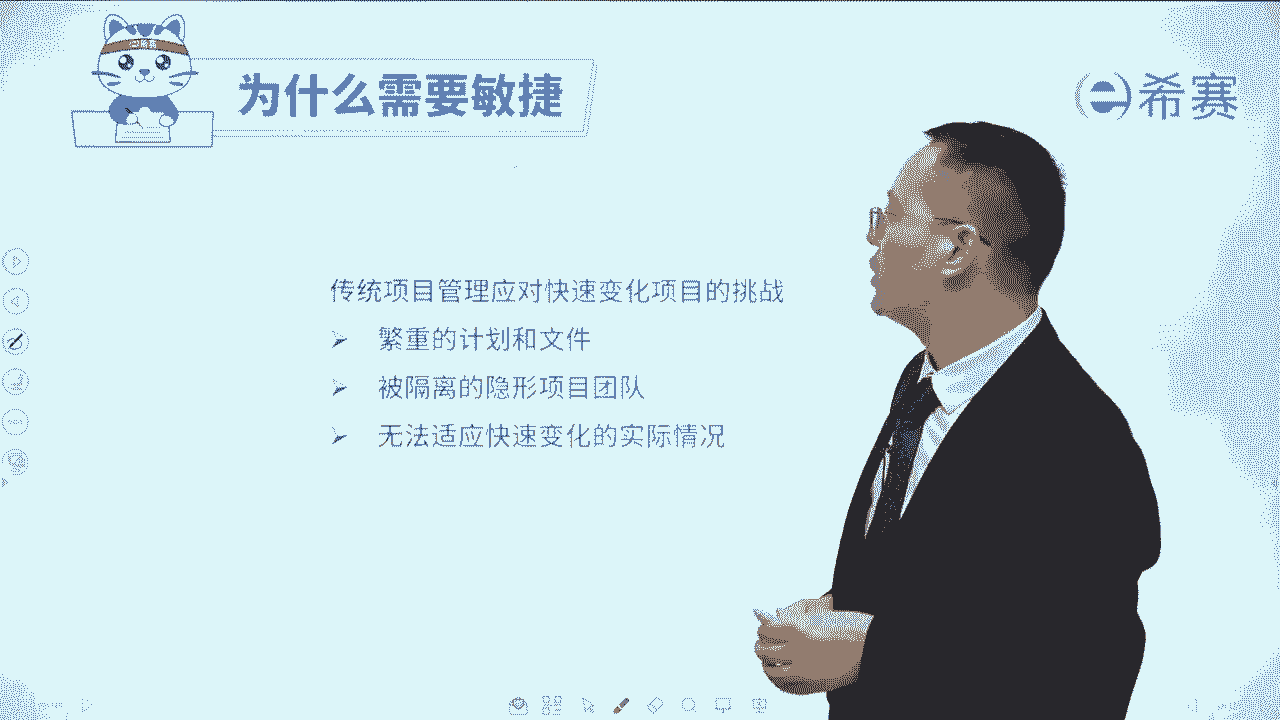 为什么需要敏捷
希赛
传统项目管理应对快速变化项目的挑战
➢ 繁重的计划和文件
➢ 被隔离的隐形项目团队
➢ 无法适应快速变化的实际情况